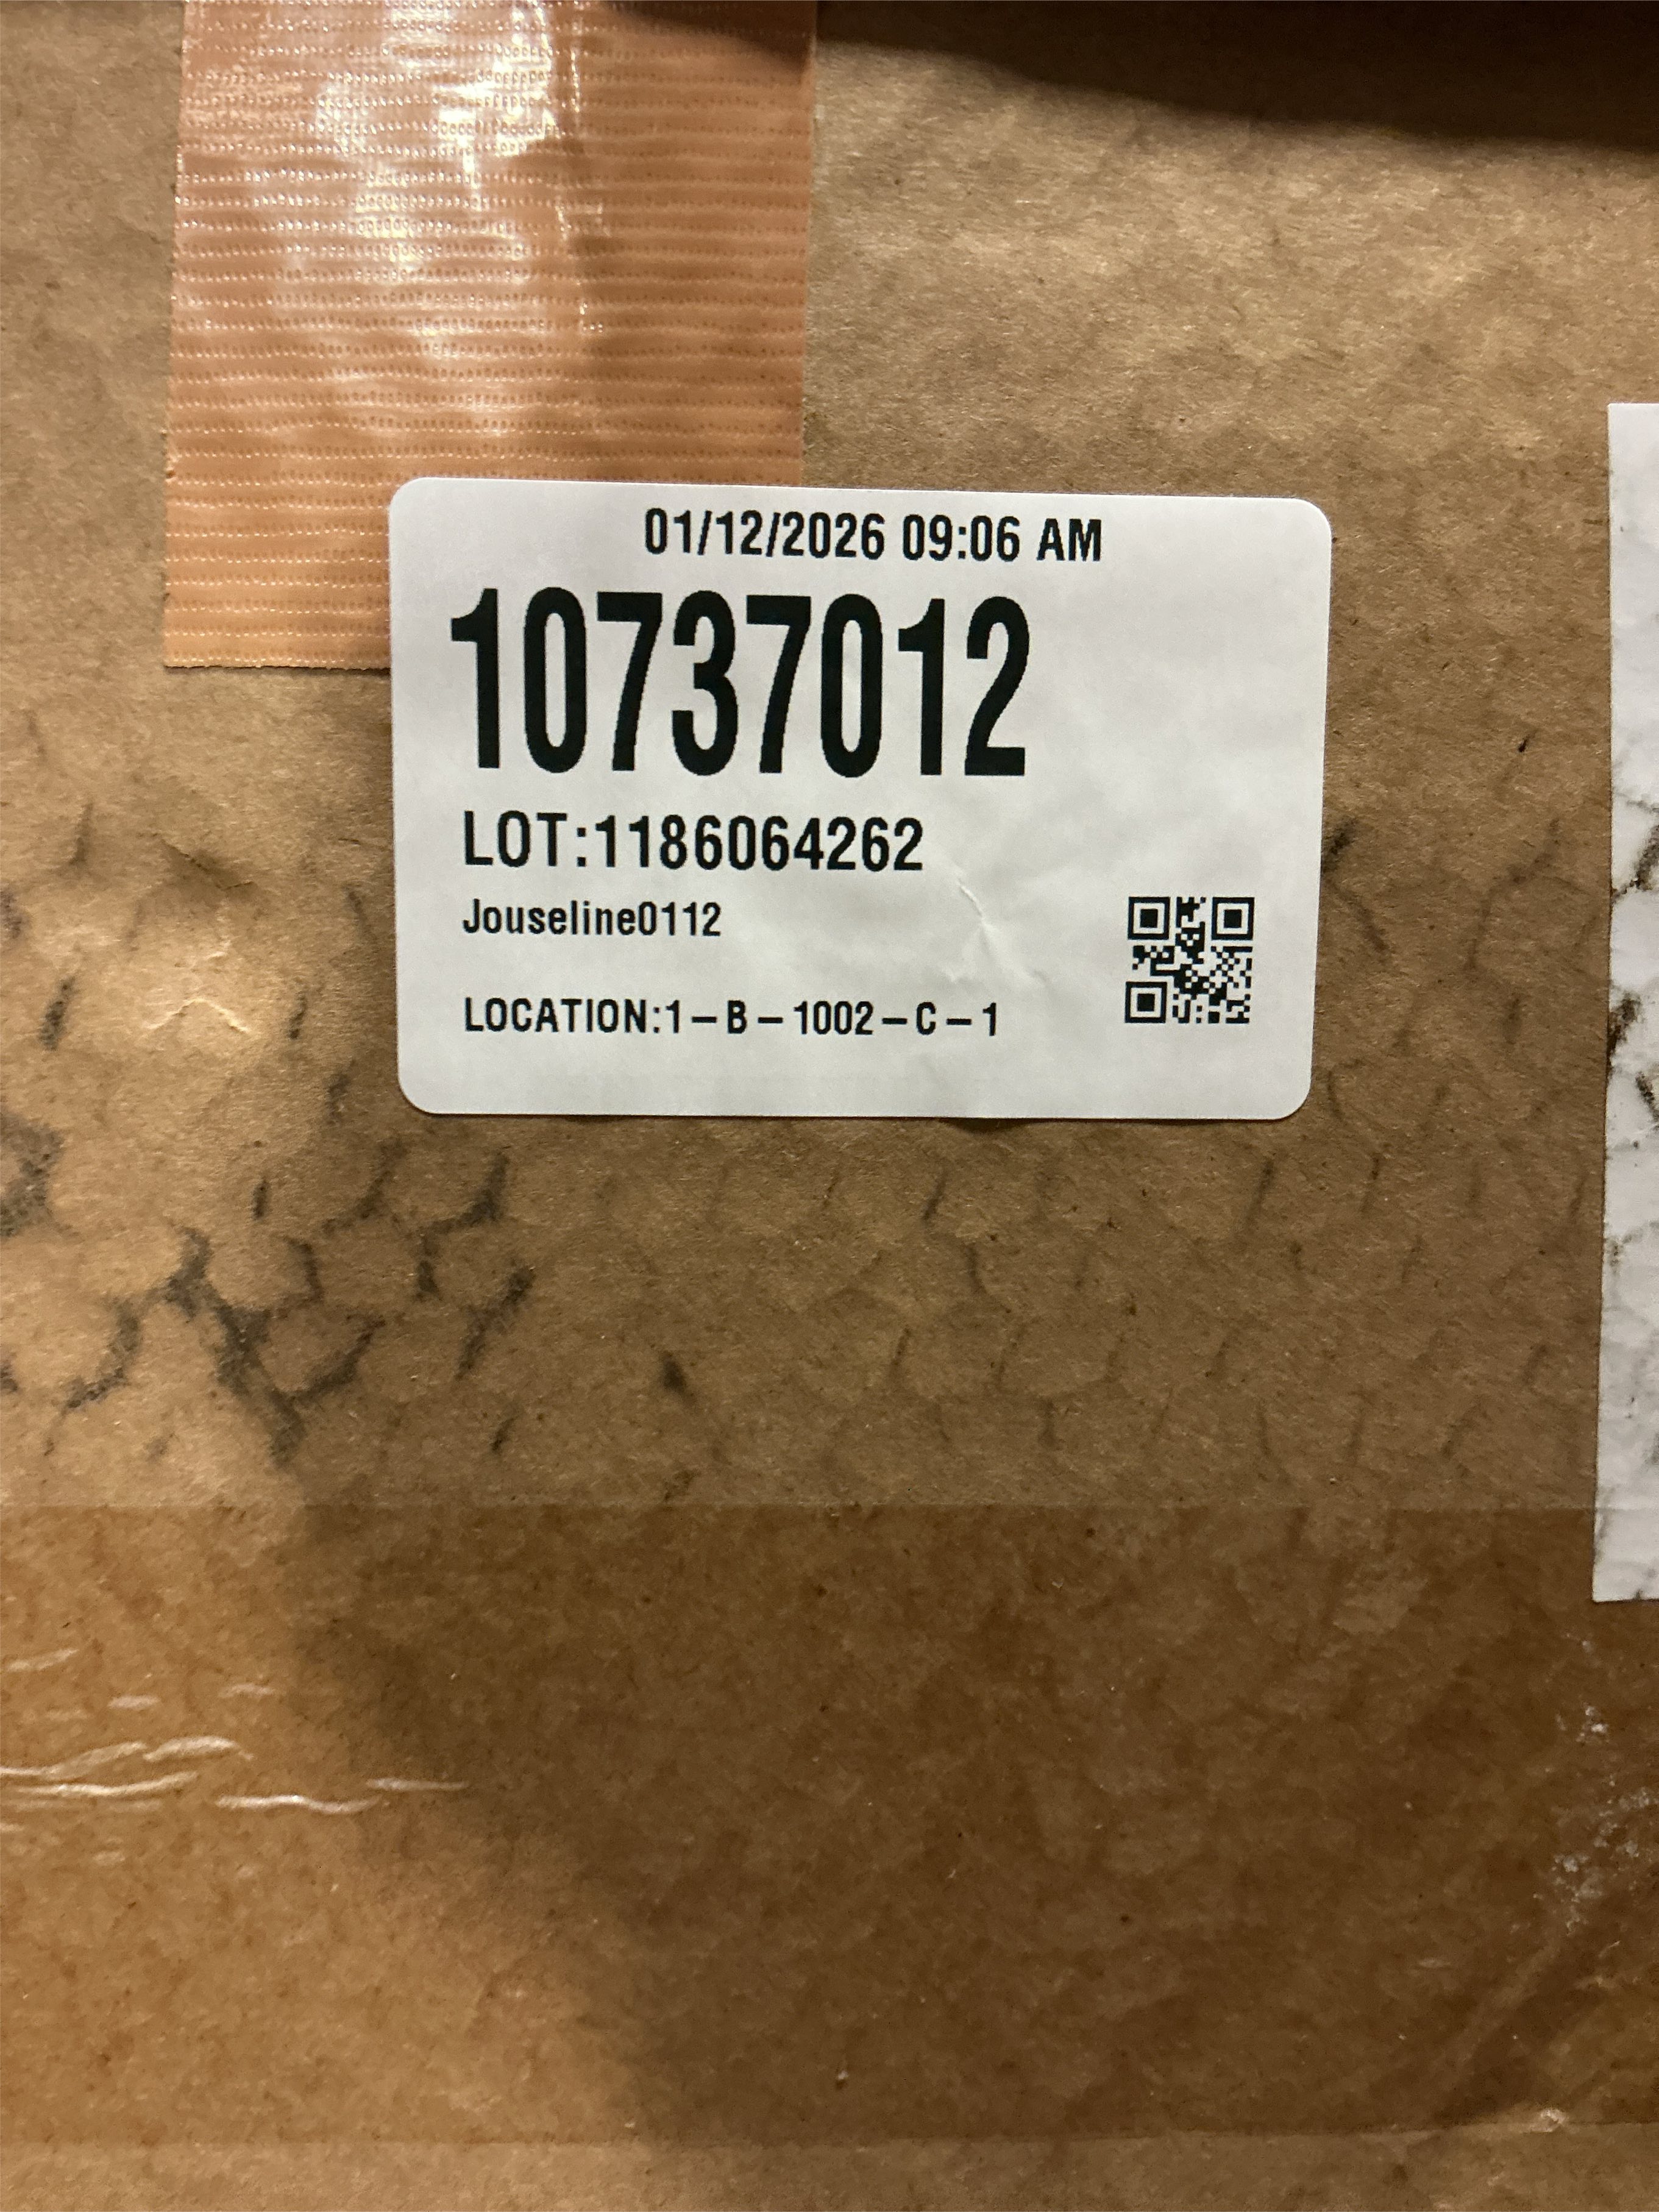 01/12/2026 09:06 AM
10737012
LOT:1186064262
Jouseline0112
LOCATION:1-B-1002-C-1